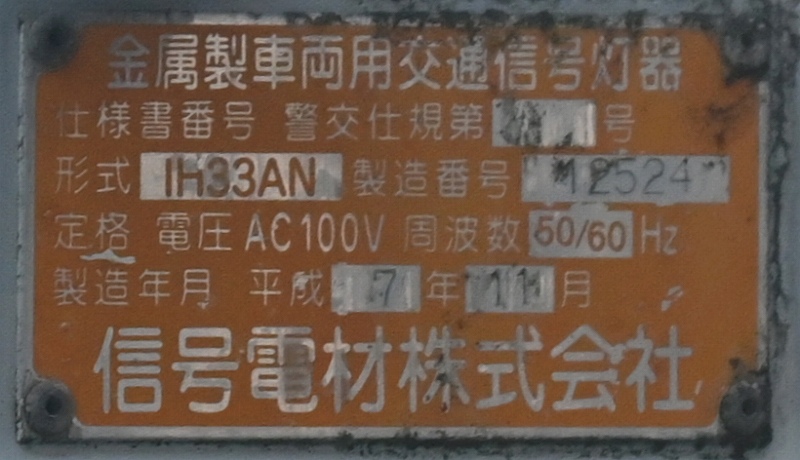 金属製車両用交通信号灯器
仕様書番号 警交仕規第 号
形式 IH33AN 製造番号 12524
定格 電圧 AC100V 周波数 50/60 Hz
製造年月 平成 7 年 11 月
信号電材株式会社